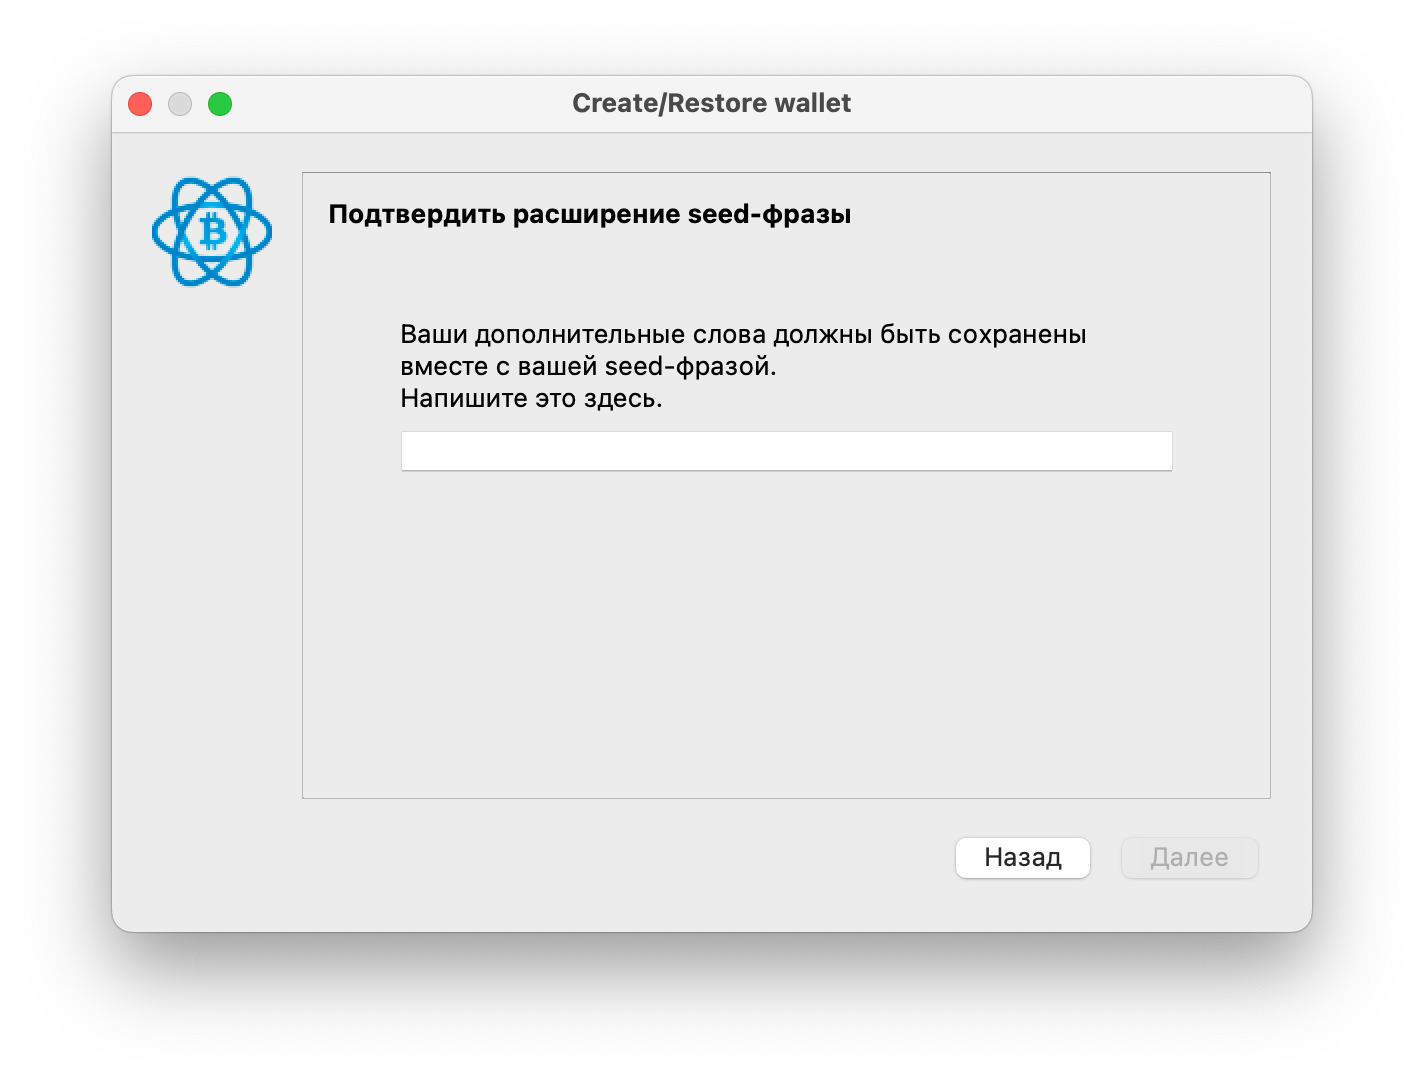 Create/Restore wallet
Подтвердить расширение seed-фразы
Ваши дополнительные слова должны быть сохранены
вместе с вашей seed-фразой.
Напишите это здесь.
Назад
Далее